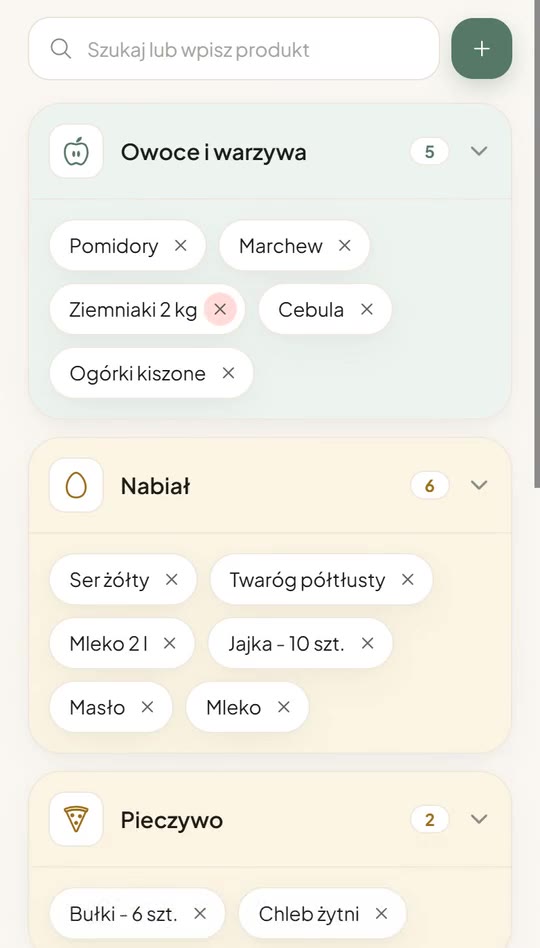 Szukaj lub wpisz produkt
Owoce i warzywa 5
Pomidory Marchew
Ziemniaki 2 kg Cebula
Ogórki kiszone
Nabiał 6
Ser żółty Twaróg półtłusty
Mleko 2 l Jajka - 10 szt.
Masło Mleko
Pieczywo 2
Bułki - 6 szt. Chleb żytni